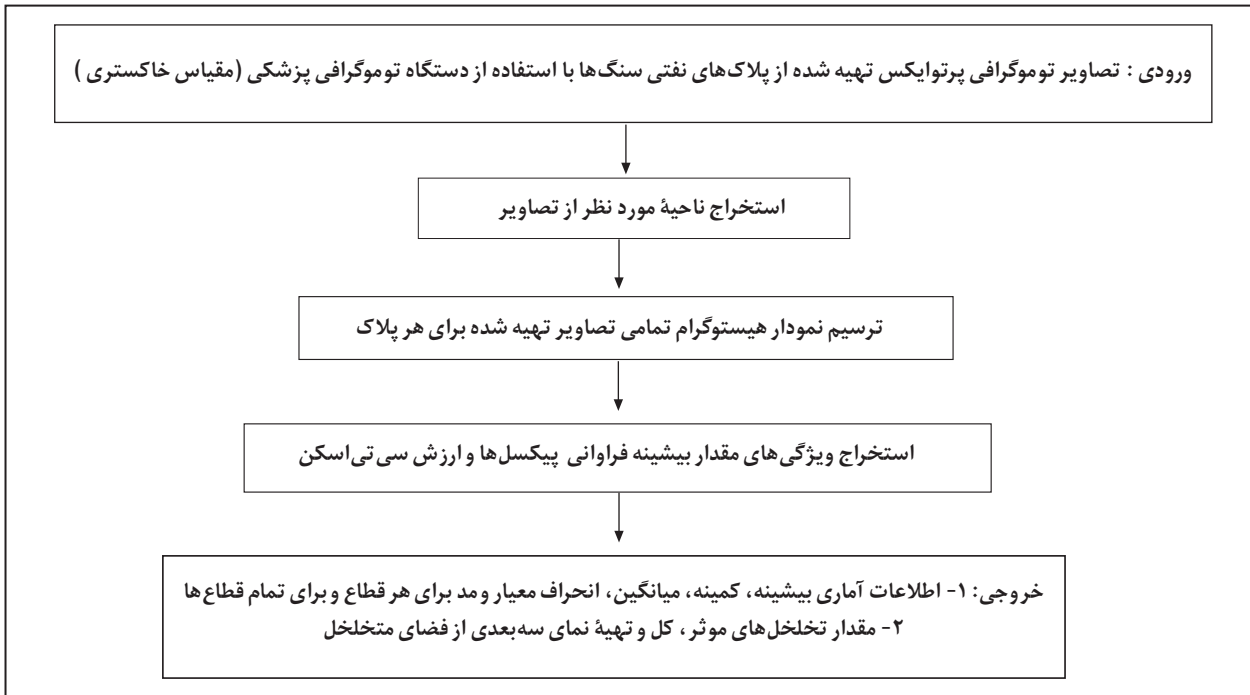 ورودی : تصاویر توموگرافی پرتوایکس تهیه شده از پلاک‌های نفتی سنگ‌ها با استفاده از دستگاه توموگرافی پزشکی (مقیاس خاکستری )
استخراج ناحیهٔ مورد نظر از تصاویر
ترسیم نمودار هیستوگرام تمامی تصاویر تهیه شده برای هر پلاک
استخراج ویژگی‌های مقدار بیشینه فراوانی پیکسل‌ها و ارزش سی‌تی‌اسکن
خروجی: ۱- اطلاعات آماری بیشینه، کمینه، میانگین، انحراف معیار و مد برای هر قطاع و برای تمام قطاع‌ها
۲- مقدار تخلخل‌های موثر، کل و تهیهٔ نمای سه‌بعدی از فضای متخلخل